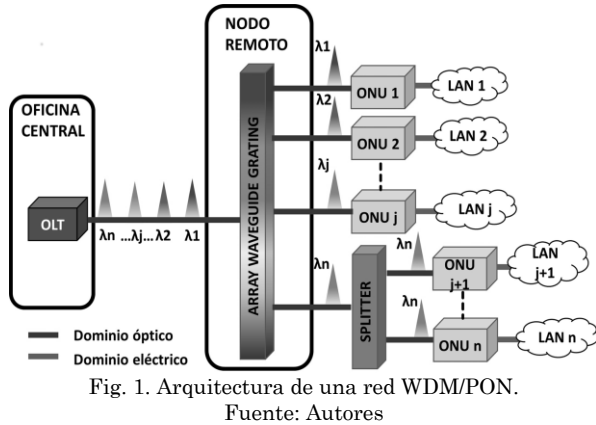 OFICINA
CENTRAL
OLT
λn ...λj... λ2 λ1
Dominio óptico
Dominio eléctrico
NODO
REMOTO
ARRAY WAVEGUIDE GRATING
λ1
ONU 1
LAN 1
λ2
ONU 2
LAN 2
λj
ONU j
LAN j
λn
SPLITTER
λn
ONU
j+1
LAN
j+1
λn
ONU n
LAN n
Fig. 1. Arquitectura de una red WDM/PON.
Fuente: Autores